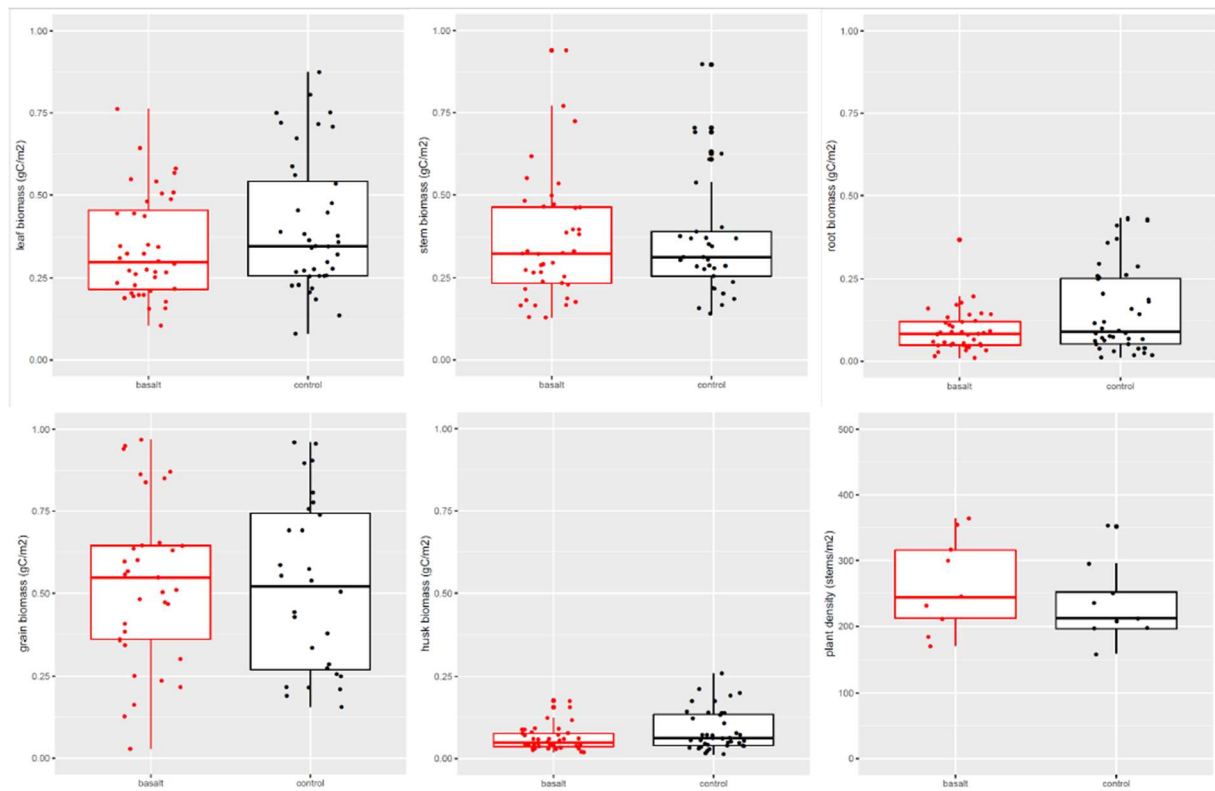 leaf biomass (gC/m2)
1.00
0.75
0.50
0.25
0.00
basalt control
stem biomass (gC/m2)
1.00
0.75
0.50
0.25
0.00
basalt control
root biomass (gC/m2)
1.00
0.75
0.50
0.25
0.00
basalt control
grain biomass (gC/m2)
1.00
0.75
0.50
0.25
0.00
basalt control
husk biomass (gC/m2)
1.00
0.75
0.50
0.25
0.00
basalt control
plant density (stems/m2)
500
400
300
200
100
0
basalt control